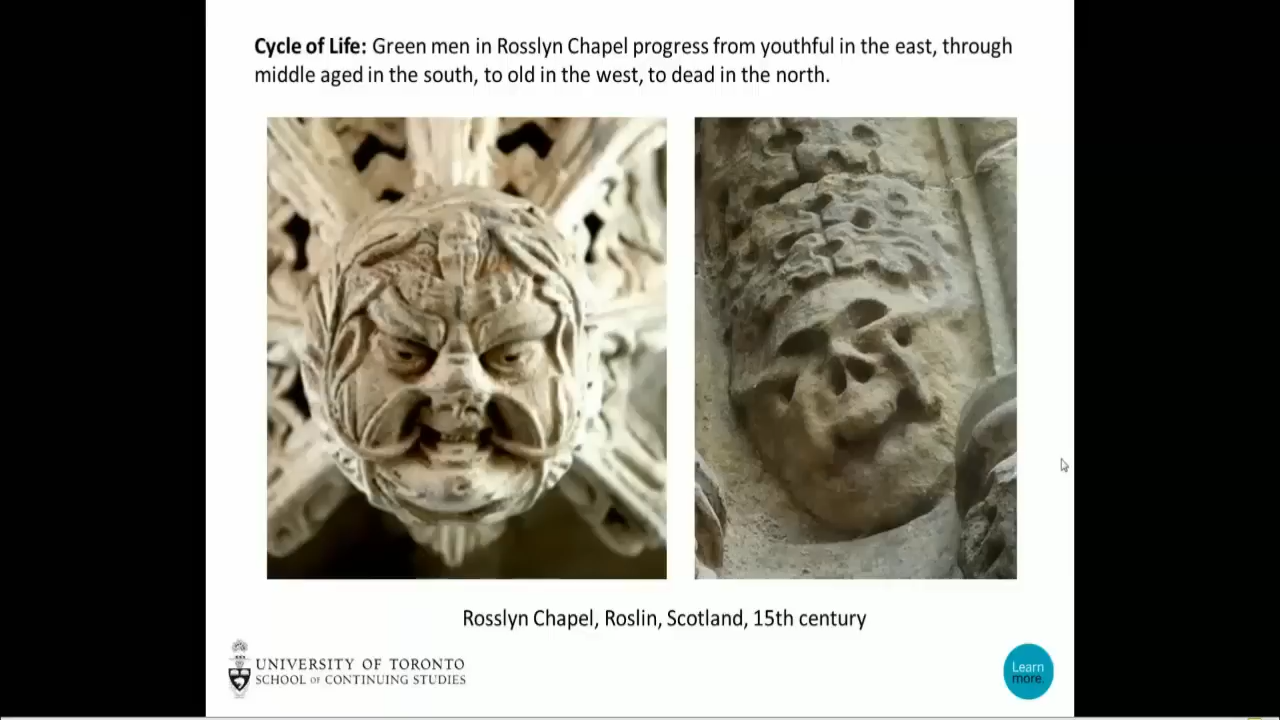 Cycle of Life: Green men in Rosslyn Chapel progress from youthful in the east, through
middle aged in the south, to old in the west, to dead in the north.
Rosslyn Chapel, Roslin, Scotland, 15th century
UNIVERSITY OF TORONTO
SCHOOL OF CONTINUING STUDIES
Learn
more.